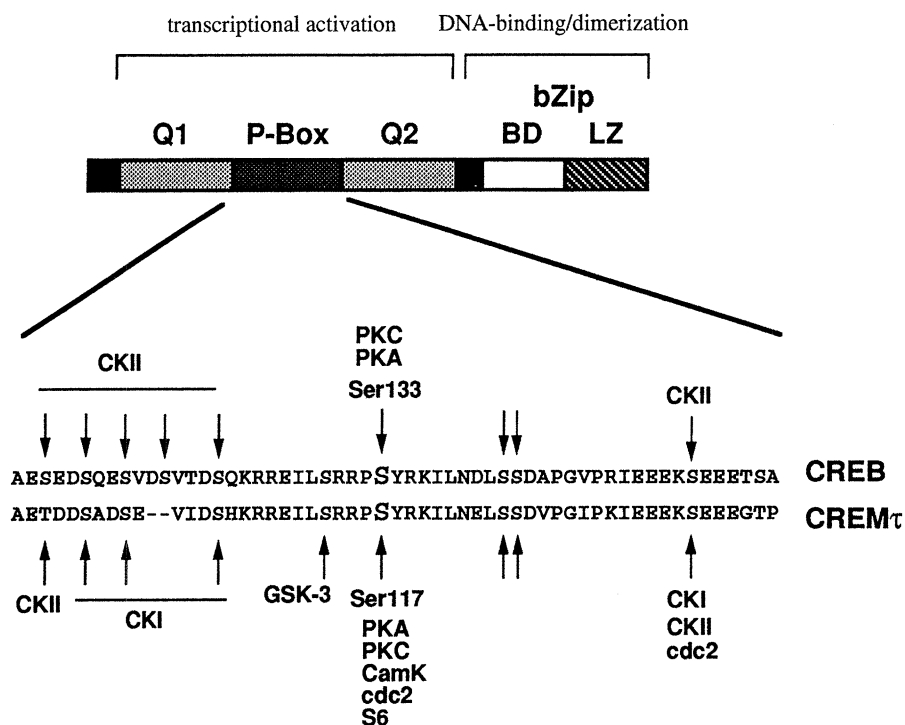 transcriptional activation DNA-binding/dimerization
bZip
Q1 P-Box Q2 BD LZ
PKC
PKA
CKII
Ser133
CKII
AESEDSQESVDSVTDSQKRREILSRRPSYRKILNDLSSDAPGVPRIEEEKSEEETSA CREB
AETDDSADSE--VIDSHKRREILSRRPSYRKILNELSSDVPGIPKIEEEKSEEEGTP CREMτ
CKII
CKI
GSK-3
Ser117
PKA
PKC
CamK
cdc2
S6
CKI
CKII
cdc2